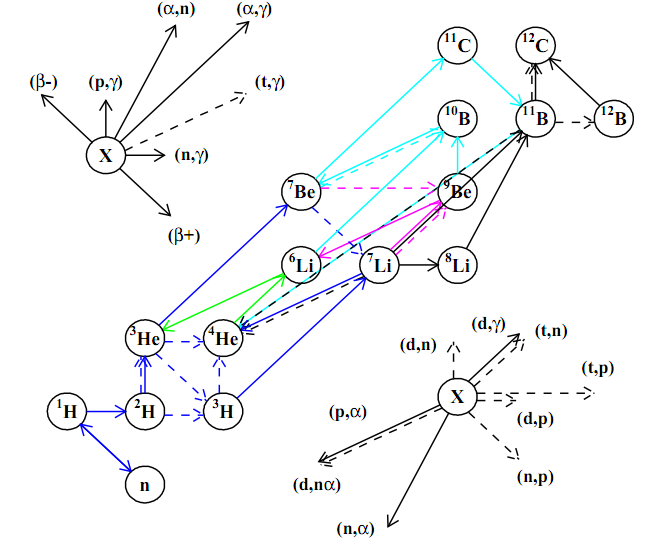 (α,n) (α,γ)
¹¹C ¹²C
(β-) (p,γ) (t,γ)
¹⁰B ¹¹B ¹²B
X (n,γ)
⁷Be ⁹Be
(β+)
⁶Li ⁷Li ⁸Li
³He ⁴He
(d,γ) (t,n)
(d,n)
(t,p)
X
¹H ²H ³H
(p,α) (d,p)
(n,p)
n (d,nα)
(n,α)